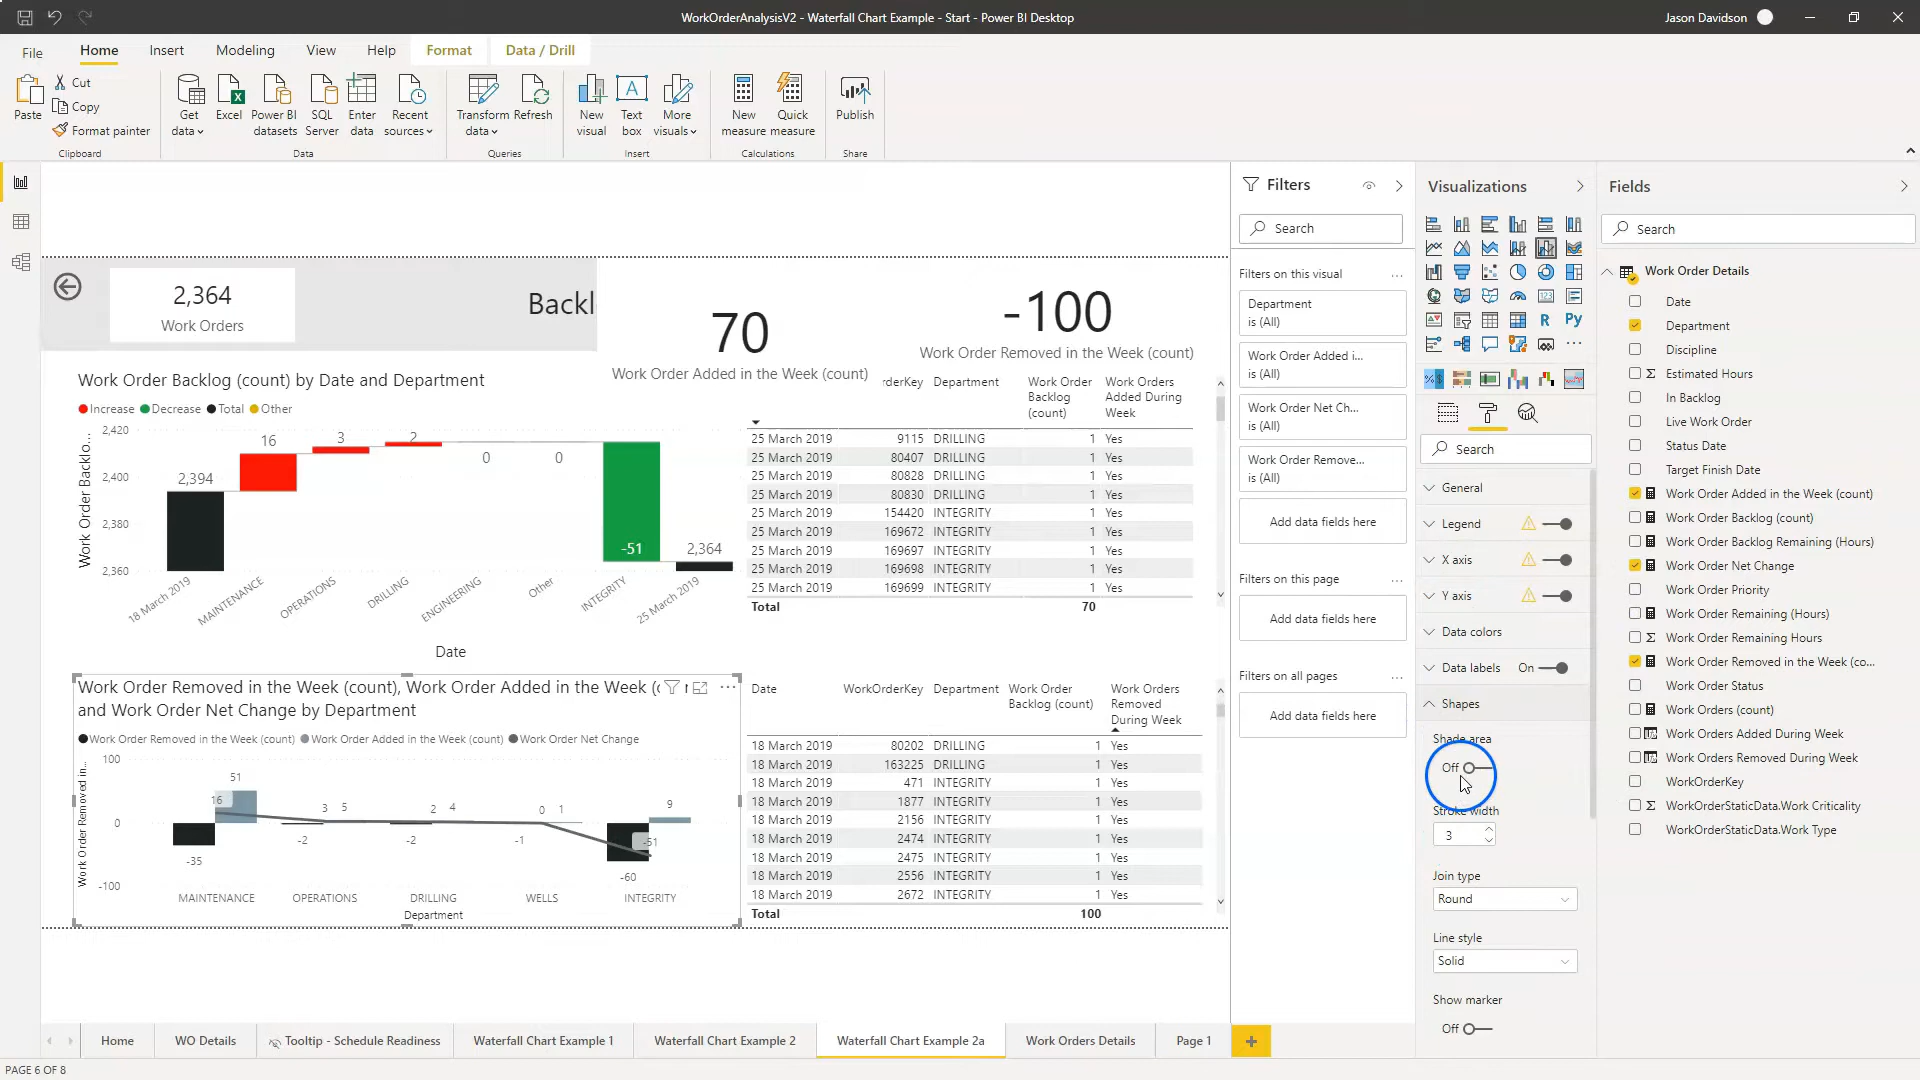 WorkOrderAnalysisV2 - Waterfall Chart Example - Start - Power BI Desktop
Jason Davidson
File Home Insert Modeling View Help Format Data / Drill
Paste
Cut
Copy
Format painter
Clipboard
Get data
Excel
Power BI datasets
SQL Server
Enter data
Recent sources
Data
Transform data
Refresh
Queries
New visual
Text box
More visuals
Insert
New measure
Quick measure
Calculations
Publish
Share
2,364
Work Orders
Backl
70
Work Order Added in the Week (count)
-100
Work Order Removed in the Week (count)
Work Order Backlog (count) by Date and Department
Increase Decrease Total Other
Work Order Backlo...
2,420
2,400
2,380
2,360
2,394
16
3
2
0
0
-51
2,364
18 March 2019
MAINTENANCE
OPERATIONS
DRILLING
ENGINEERING
Other
INTEGRITY
25 March 2019
Date
rderKey Department Work Order Backlog (count) Work Orders Added During Week
25 March 2019 9115 DRILLING 1 Yes
25 March 2019 80407 DRILLING 1 Yes
25 March 2019 80828 DRILLING 1 Yes
25 March 2019 80830 DRILLING 1 Yes
25 March 2019 154420 INTEGRITY 1 Yes
25 March 2019 169672 INTEGRITY 1 Yes
25 March 2019 169697 INTEGRITY 1 Yes
25 March 2019 169698 INTEGRITY 1 Yes
25 March 2019 169699 INTEGRITY 1 Yes
Total 70
Work Order Removed in the Week (count), Work Order Added in the Week (
and Work Order Net Change by Department
Work Order Removed in the Week (count) Work Order Added in the Week (count) Work Order Net Change
Work Order Removed in...
100
0
-100
51
16
-35
3 5
-2
2 4
-2
0 1
-1
9
-51
-60
MAINTENANCE OPERATIONS DRILLING WELLS INTEGRITY
Department
Date WorkOrderKey Department Work Order Backlog (count) Work Orders Removed During Week
18 March 2019 80202 DRILLING 1 Yes
18 March 2019 163225 DRILLING 1 Yes
18 March 2019 471 INTEGRITY 1 Yes
18 March 2019 1877 INTEGRITY 1 Yes
18 March 2019 2156 INTEGRITY 1 Yes
18 March 2019 2474 INTEGRITY 1 Yes
18 March 2019 2475 INTEGRITY 1 Yes
18 March 2019 2556 INTEGRITY 1 Yes
18 March 2019 2672 INTEGRITY 1 Yes
Total 100
Filters
Search
Filters on this visual ...
Department
is (All)
Work Order Added i...
is (All)
Work Order Net Ch...
is (All)
Work Order Remove...
is (All)
Add data fields here
Filters on this page ...
Add data fields here
Filters on all pages ...
Add data fields here
Visualizations
R Py
Search
General
Legend
X axis
Y axis
Data colors
Data labels On
Shapes
Shade area
Off
Stroke width
3
Join type
Round
Line style
Solid
Show marker
Off
Fields
Search
Work Order Details
Date
Department
Discipline
Estimated Hours
In Backlog
Live Work Order
Status Date
Target Finish Date
Work Order Added in the Week (count)
Work Order Backlog (count)
Work Order Backlog Remaining (Hours)
Work Order Net Change
Work Order Priority
Work Order Remaining (Hours)
Work Order Remaining Hours
Work Order Removed in the Week (co...
Work Order Status
Work Orders (count)
Work Orders Added During Week
Work Orders Removed During Week
WorkOrderKey
WorkOrderStaticData.Work Criticality
WorkOrderStaticData.Work Type
Home WO Details Tooltip - Schedule Readiness Waterfall Chart Example 1 Waterfall Chart Example 2 Waterfall Chart Example 2a Work Orders Details Page 1 +
PAGE 6 OF 8